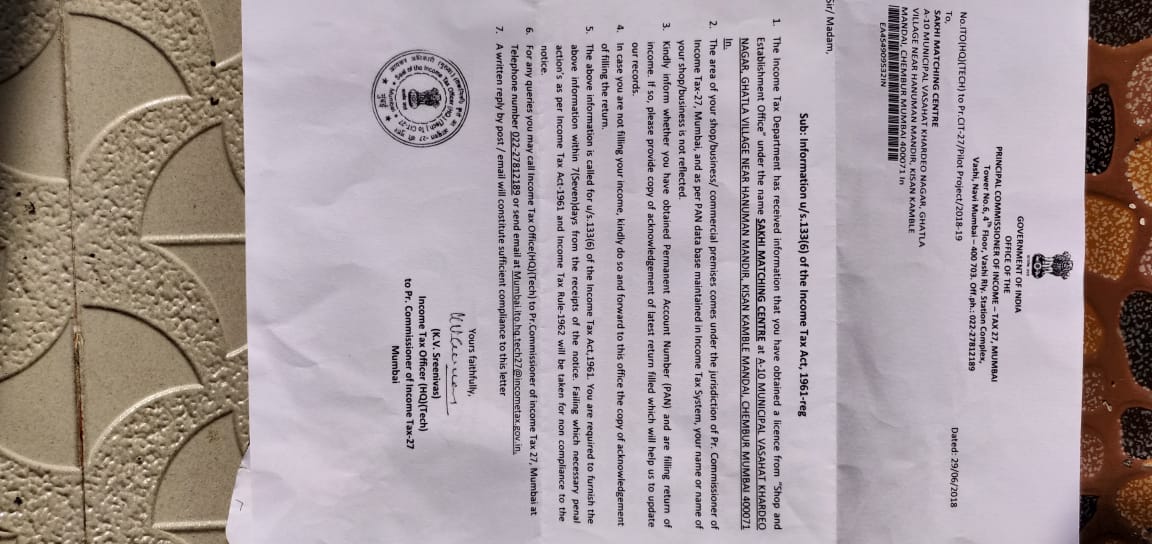 GOVERNMENT OF INDIA
OFFICE OF THE
PRINCIPAL COMMISSIONER OF INCOME – TAX 27, MUMBAI
Tower No.6, 4Th Floor, Vashi Rly. Station Complex,
Vashi, Navi Mumbai – 400 703. Off.ph.: 022-27812189
No.ITO(HQ)(TECH) to Pr.CIT-27/Pilot Project/2018-19
Dated: 29/06/2018
To,
SAKHI MATCHING CENTRE
A-10 MUNICIPAL VASAHAT KHARDEO NAGAR, GHATLA
VILLAGE NEAR HANUMAN MANDIR, KISAN KAMBLE
MANDAI, CHEMBUR MUMBAI 400071 In
EA454909532IN
Sir/ Madam,
Sub: Information u/s.133(6) of the Income Tax Act, 1961-reg
1. The Income Tax Department has received information that you have obtained a licence from "Shop and
Establishment Office" under the name SAKHI MATCHING CENTRE at A-10 MUNICIPAL VASAHAT KHARDEO
NAGAR, GHATLA VILLAGE NEAR HANUMAN MANDIR, KISAN KAMBLE MANDAI, CHEMBUR MUMBAI 400071
In.
2. The area of your shop/business/ commercial premises comes under the jurisdiction of Pr. Commissioner of
Income Tax-27, Mumbai, and as per PAN data base maintained in Income Tax System, your name or name of
your shop/business is not reflected.
3. Kindly inform whether you have obtained Permanent Account Number (PAN) and are filling return of
income. If so, please provide copy of acknowledgement of latest return filled which will help us to update
our records.
4. In case you are not filling your income, kindly do so and forward to this office the copy of acknowledgement
of filling the return.
5. The above information is called for u/s.133(6) of the Income Tax Act,1961. You are required to furnish the
above information within 7(Seven)days from the receipts of the notice. Failing which necessary penal
action's as per Income Tax Act-1961 and Income Tax Rule-1962 will be taken for non compliance to the
notice.
6. For any queries you may call Income Tax Office(HQ)(Tech) to Pr.Commissioner of income Tax 27, Mumbai at
Telephone number 022-27812189 or send email at Mumbai.ito.hq.tech27@incometax.gov.in.
7. A written reply by post / email will constitute sufficient compliance to this letter
Yours faithfully,
(K.V. Sreenivas)
Income Tax Officer (HQ)(Tech)
to Pr. Commissioner of Income Tax-27
Mumbai
Mumbai
मुंबई